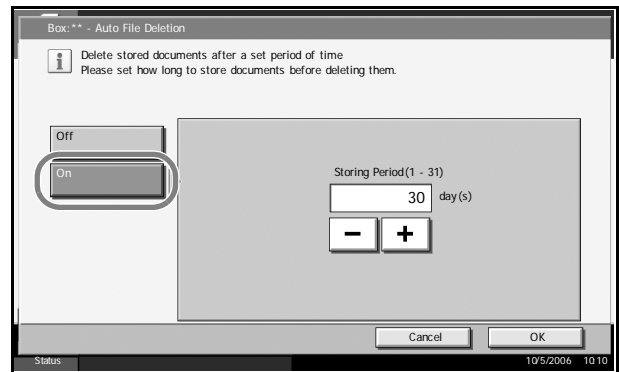 Box:** - Auto File Deletion
Delete stored documents after a set period of time
Please set how long to store documents before deleting them.
Off
On
Storing Period(1 - 31)
30 day(s)
− +
Cancel OK
Status 10/5/2006 10:10